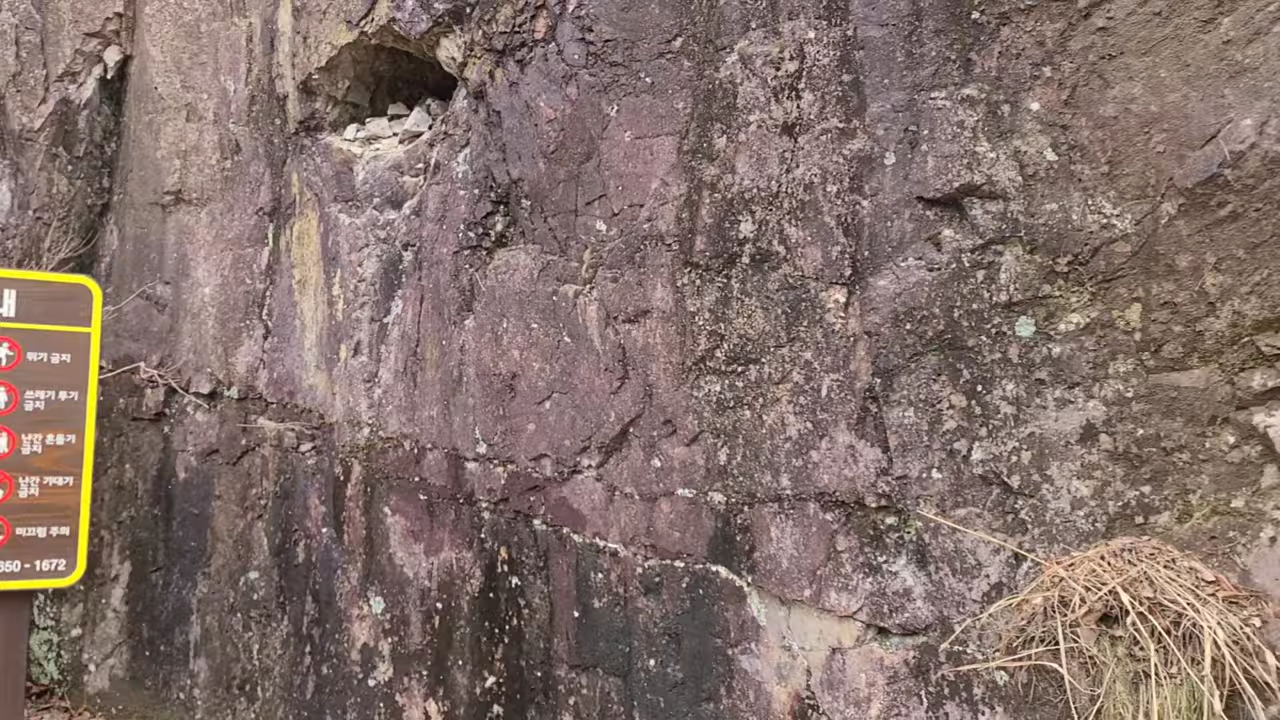 내
뛰기 금지
쓰레기 투기
금지
난간 흔들기
금지
난간 기대기
금지
미끄럼 주의
650 - 1672